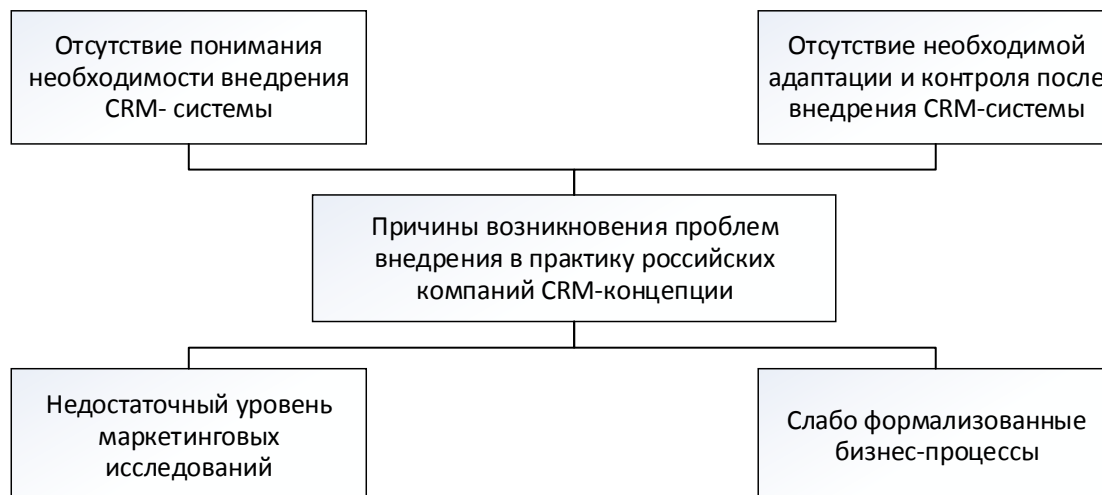 Отсутствие понимания
необходимости внедрения
CRM- системы
Отсутствие необходимой
адаптации и контроля после
внедрения CRM-системы
Причины возникновения проблем
внедрения в практику российских
компаний CRM-концепции
Недостаточный уровень
маркетинговых
исследований
Слабо формализованные
бизнес-процессы